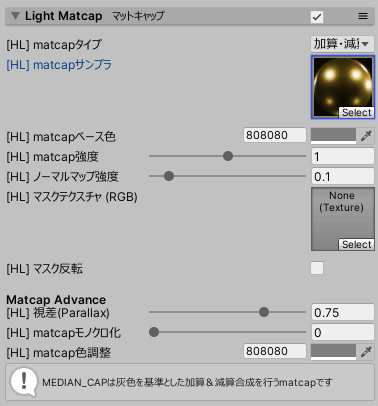 Light Matcap マットキャップ
[HL] matcapタイプ 加算・減算
[HL] matcapサンプラ
Select
[HL] matcapベース色 808080
[HL] matcap強度 1
[HL] ノーマルマップ強度 0.1
[HL] マスクテクスチャ (RGB) None
(Texture)
Select
[HL] マスク反転
Matcap Advance
[HL] 視差(Parallax) 0.75
[HL] matcapモノクロ化 0
[HL] matcap色調整 808080
MEDIAN_CAPは灰色を基準とした加算＆減算合成を行うmatcapです